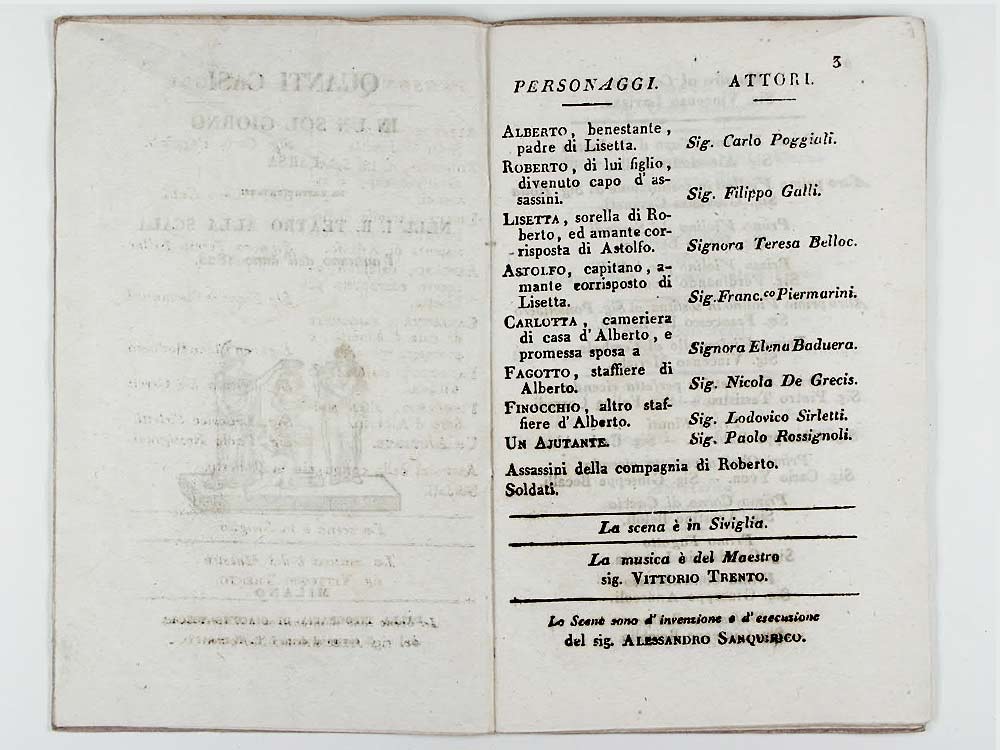 3
PERSONAGGI. ATTORI.
ALBERTO, benestante,
padre di Lisetta. Sig. Carlo Poggiali.
ROBERTO, di lui figlio,
divenuto capo d'as-
sassini. Sig. Filippo Galli.
LISETTA, sorella di Ro-
berto, ed amante cor-
risposta di Astolfo. Signora Teresa Belloc.
ASTOLFO, capitano, a-
mante corrisposto di
Lisetta. Sig. Franc.co Piermarini.
CARLOTTA, cameriera
di casa d'Alberto, e
promessa sposa a Signora Elena Baduera.
FAGOTTO, staffiere di
Alberto. Sig. Nicola De Grecis.
FINOCCHIO, altro staf-
fiere d'Alberto. Sig. Lodovico Sirletti.
UN AJUTANTE. Sig. Paolo Rossignoli.
Assassini della compagnia di Roberto.
Soldati.
La scena è in Siviglia.
La musica è del Maestro
sig. VITTORIO TRENTO.
Le Scene sono d'invenzione e d'esecuzione
del sig. ALESSANDRO SANQUIRICO.